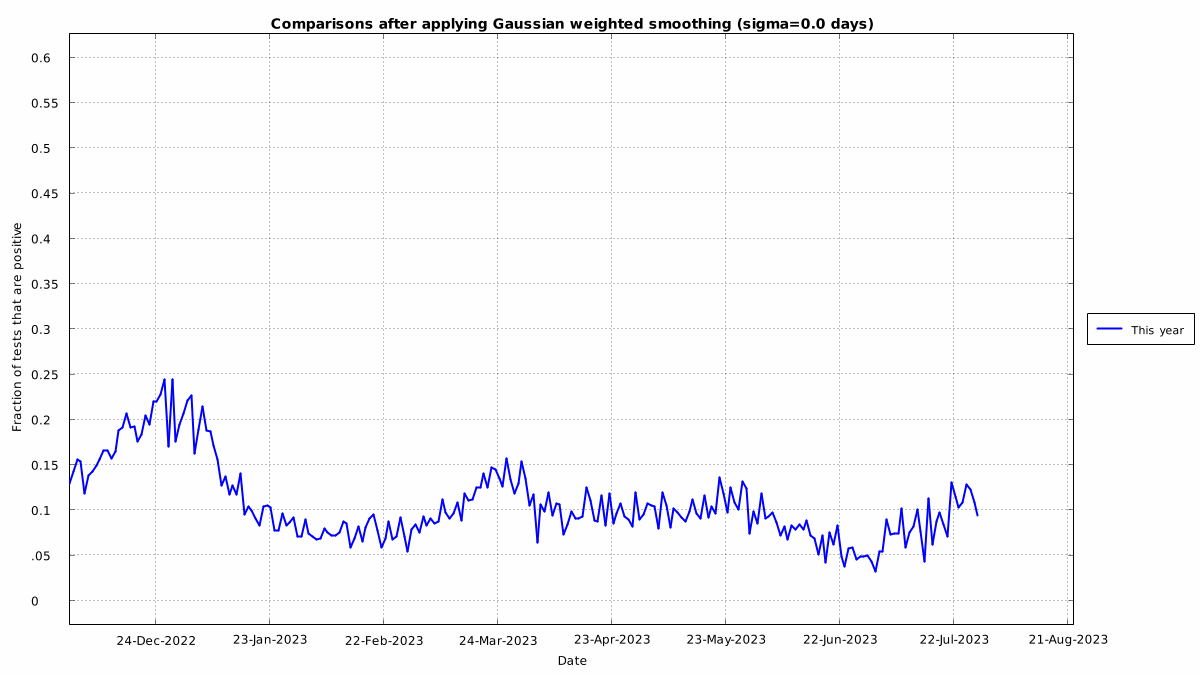 Comparisons after applying Gaussian weighted smoothing (sigma=0.0 days)
0.6
0.55
0.5
0.45
0.4
0.35
0.3
0.25
0.2
0.15
0.1
.05
0
Fraction of tests that are positive
This year
24-Dec-2022 23-Jan-2023 22-Feb-2023 24-Mar-2023 23-Apr-2023 23-May-2023 22-Jun-2023 22-Jul-2023 21-Aug-2023
Date